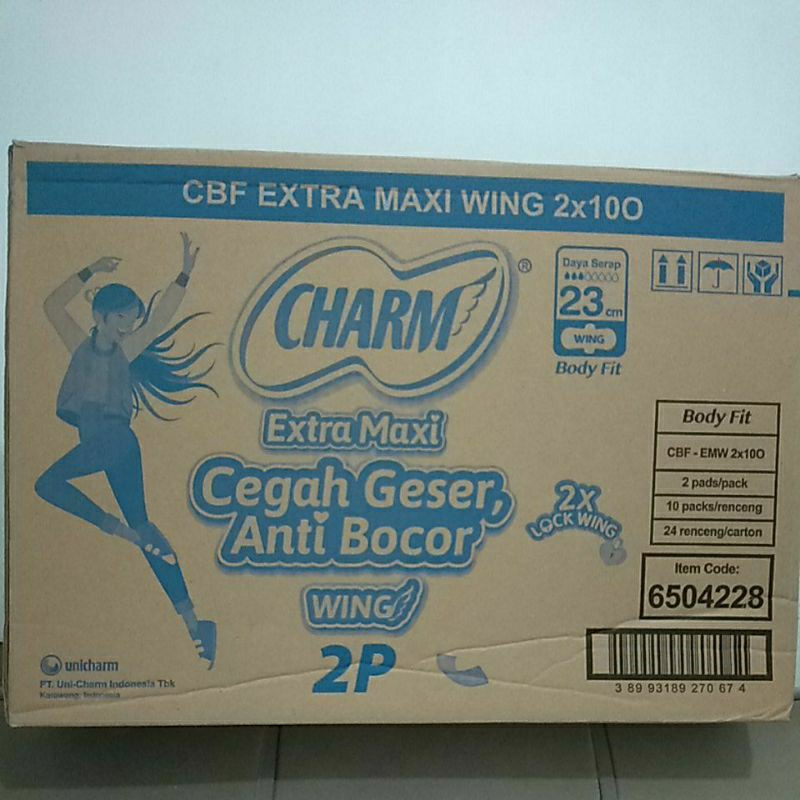 CBF EXTRA MAXI WING 2x10O
CHARM®
Extra Maxi
Cegah Geser,
Anti Bocor
WING
2P
2X
LOCK WING
Daya Serap
23 cm
WING
Body Fit
Body Fit
CBF - EMW 2x10O
2 pads/pack
10 packs/renceng
24 renceng/carton
Item Code:
6504228
3 89 93189 270 67 4
unicharm
PT. Uni-Charm Indonesia Tbk
Karawang, Indonesia